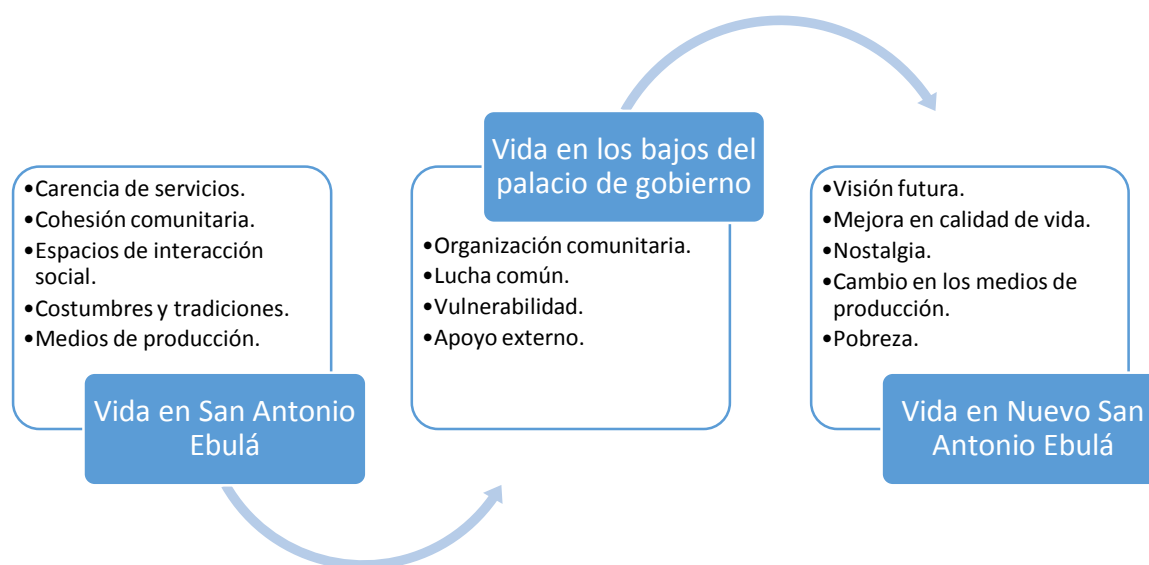 •Carencia de servicios.
•Cohesión comunitaria.
•Espacios de interacción
social.
•Costumbres y tradiciones.
•Medios de producción.
Vida en San Antonio
Ebulá
Vida en los bajos del
palacio de gobierno
•Organización comunitaria.
•Lucha común.
•Vulnerabilidad.
•Apoyo externo.
•Visión futura.
•Mejora en calidad de vida.
•Nostalgia.
•Cambio en los medios de
producción.
•Pobreza.
Vida en Nuevo San
Antonio Ebulá